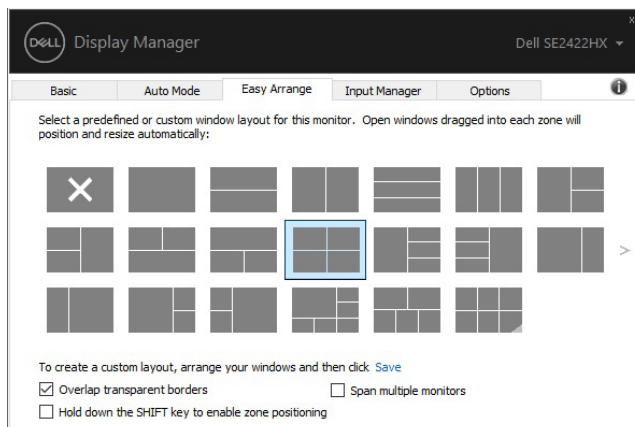 DELL Display Manager
Dell SE2422HX
Basic Auto Mode Easy Arrange Input Manager Options
Select a predefined or custom window layout for this monitor. Open windows dragged into each zone will
position and resize automatically:
To create a custom layout, arrange your windows and then click Save
Overlap transparent borders
Span multiple monitors
Hold down the SHIFT key to enable zone positioning